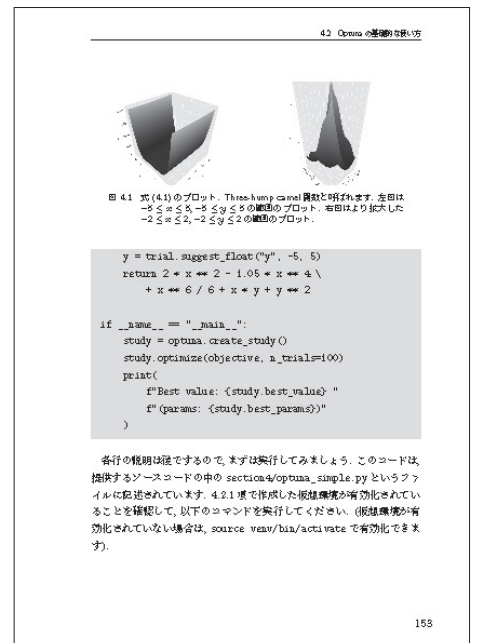 4.2 Optuna の基礎的な使い方
図 4.1 式 (4.1) のプロット. Three-hump camel 関数と呼ばれます. 左図は
−5 ≤ x ≤ 5, −5 ≤ y ≤ 5 の範囲のプロット. 右図はより拡大した
−2 ≤ x ≤ 2, −2 ≤ y ≤ 2 の範囲のプロット.
y = trial.suggest_float("y", -5, 5)
return 2 * x ** 2 - 1.05 * x ** 4 \
+ x ** 6 / 6 + x * y + y ** 2
if __name__ == "__main__":
study = optuna.create_study()
study.optimize(objective, n_trials=100)
print(
f"Best value: {study.best_value} "
f"(params: {study.best_params})"
)
各行の説明は後でするので, まずは実行してみましょう. このコードは,
提供するソースコードの中の section4/optuna_simple.py というファ
イルに記述されています. 4.2.1 項で作成した仮想環境が有効化されてい
ることを確認して, 以下のコマンドを実行してください. (仮想環境が有
効化されていない場合は, source venv/bin/activate で有効化できま
す).
153